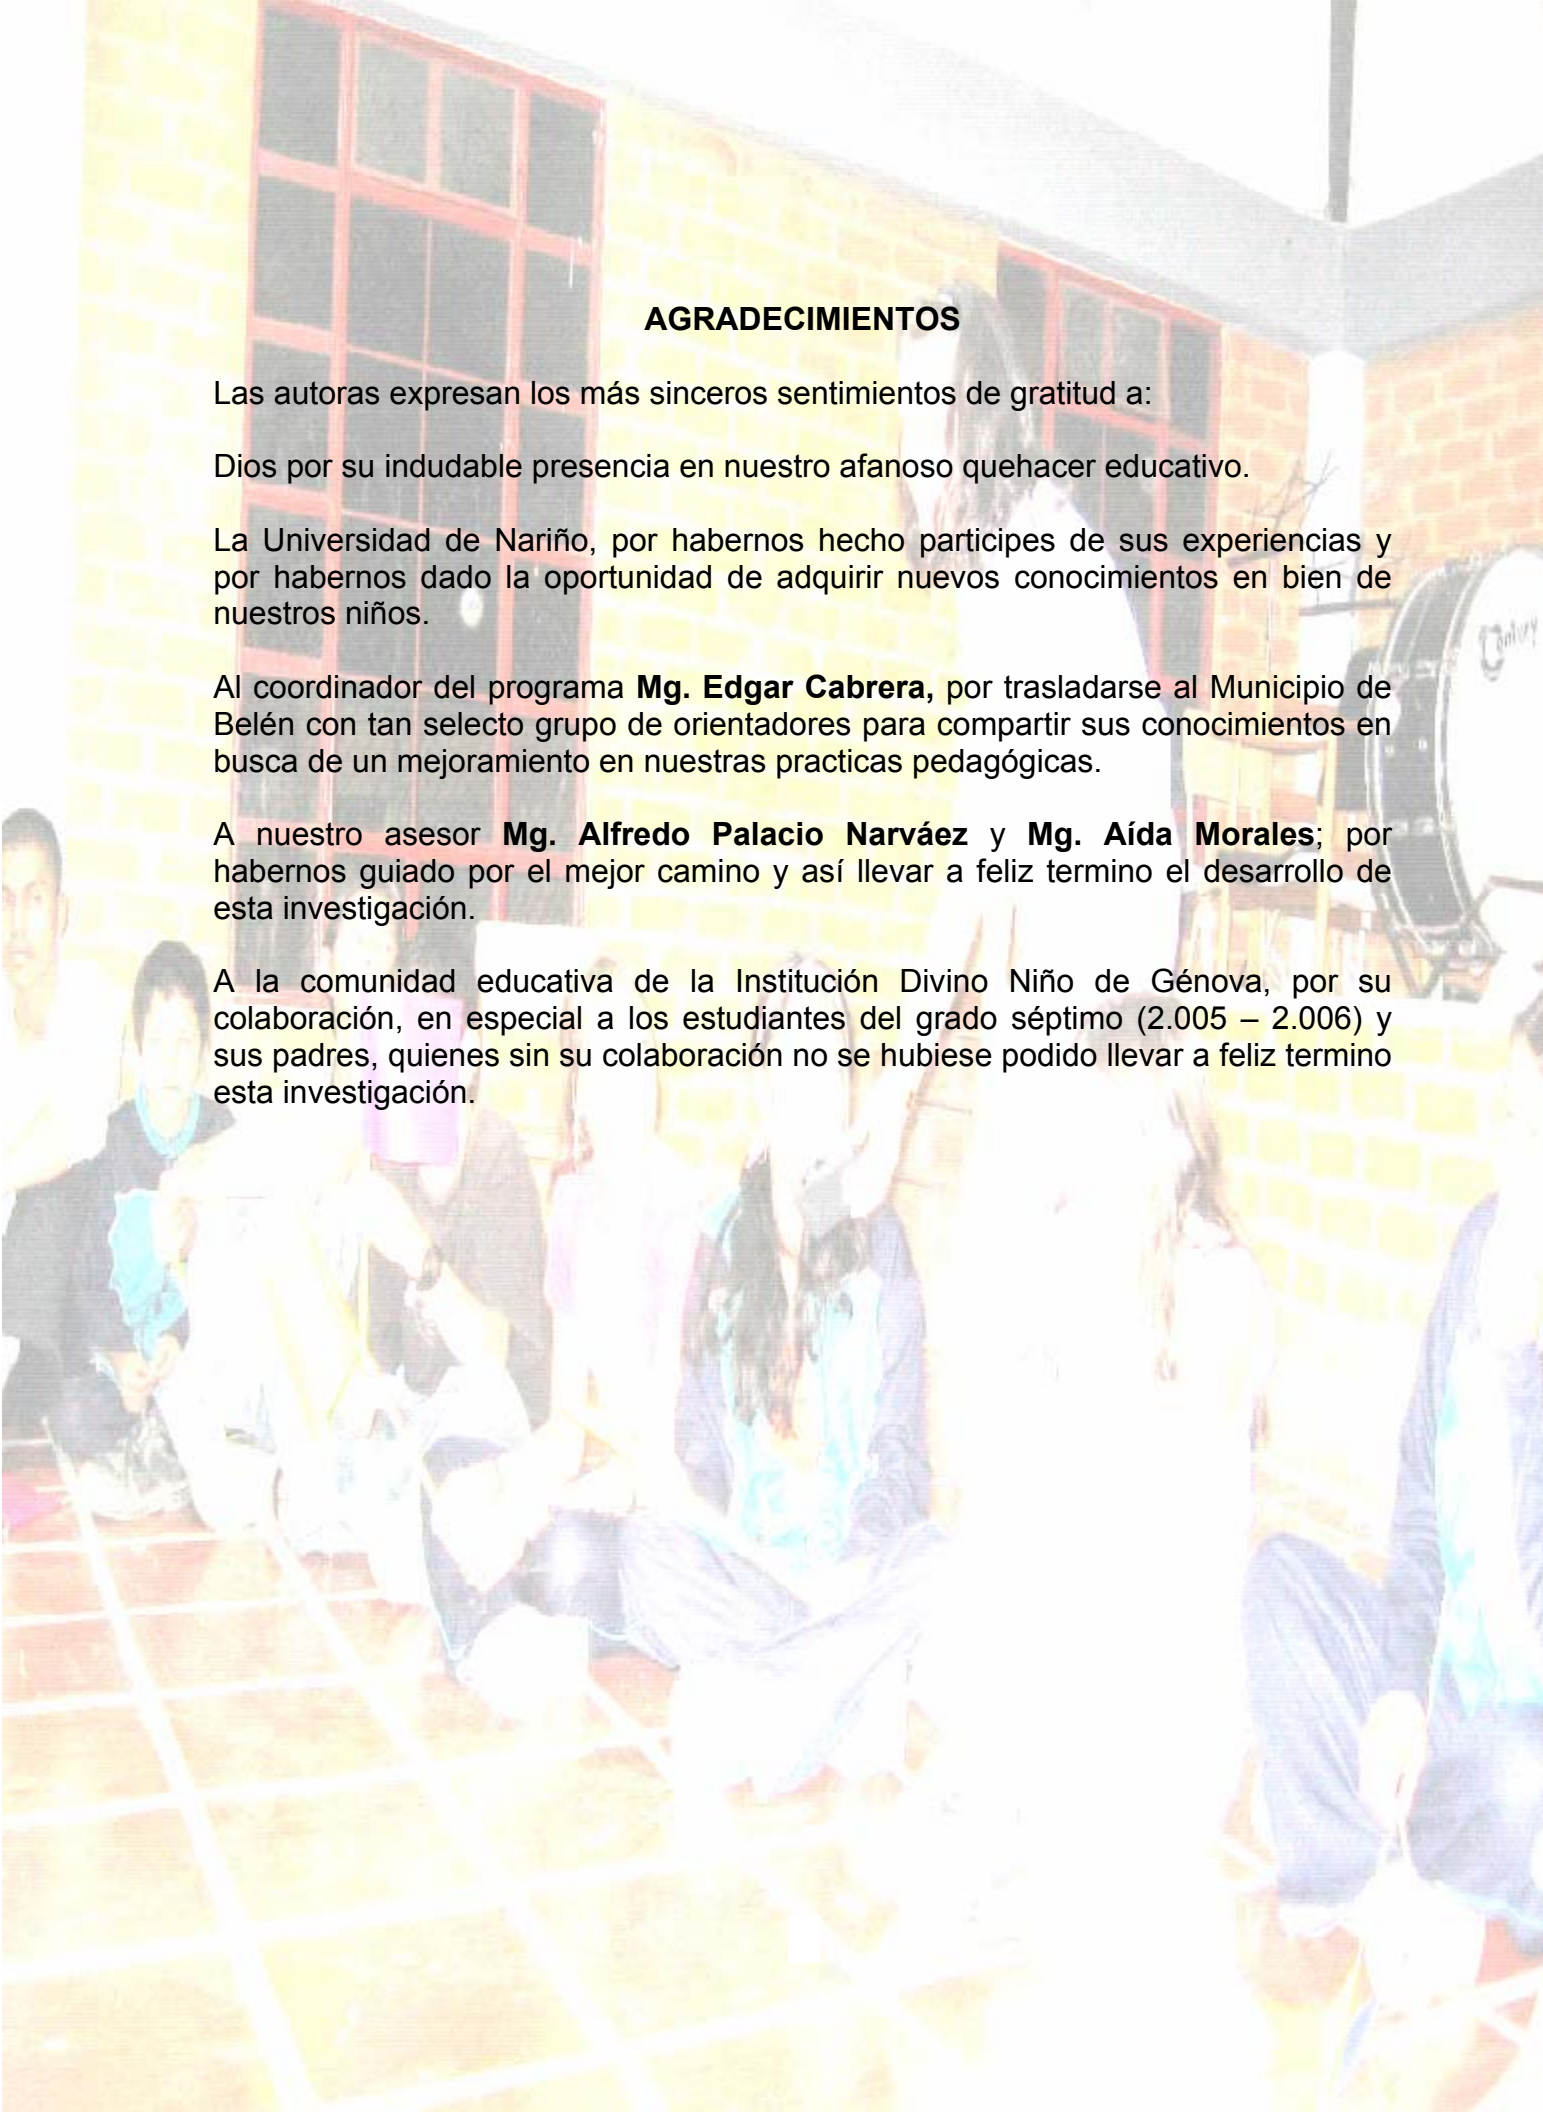 AGRADECIMIENTOS
Las autoras expresan los más sinceros sentimientos de gratitud a:
Dios por su indudable presencia en nuestro afanoso quehacer educativo.
La Universidad de Nariño, por habernos hecho participes de sus experiencias y
por habernos dado la oportunidad de adquirir nuevos conocimientos en bien de
nuestros niños.
Al coordinador del programa Mg. Edgar Cabrera, por trasladarse al Municipio de
Belén con tan selecto grupo de orientadores para compartir sus conocimientos en
busca de un mejoramiento en nuestras practicas pedagógicas.
A nuestro asesor Mg. Alfredo Palacio Narváez y Mg. Aída Morales; por
habernos guiado por el mejor camino y así llevar a feliz termino el desarrollo de
esta investigación.
A la comunidad educativa de la Institución Divino Niño de Génova, por su
colaboración, en especial a los estudiantes del grado séptimo (2.005 – 2.006) y
sus padres, quienes sin su colaboración no se hubiese podido llevar a feliz termino
esta investigación.